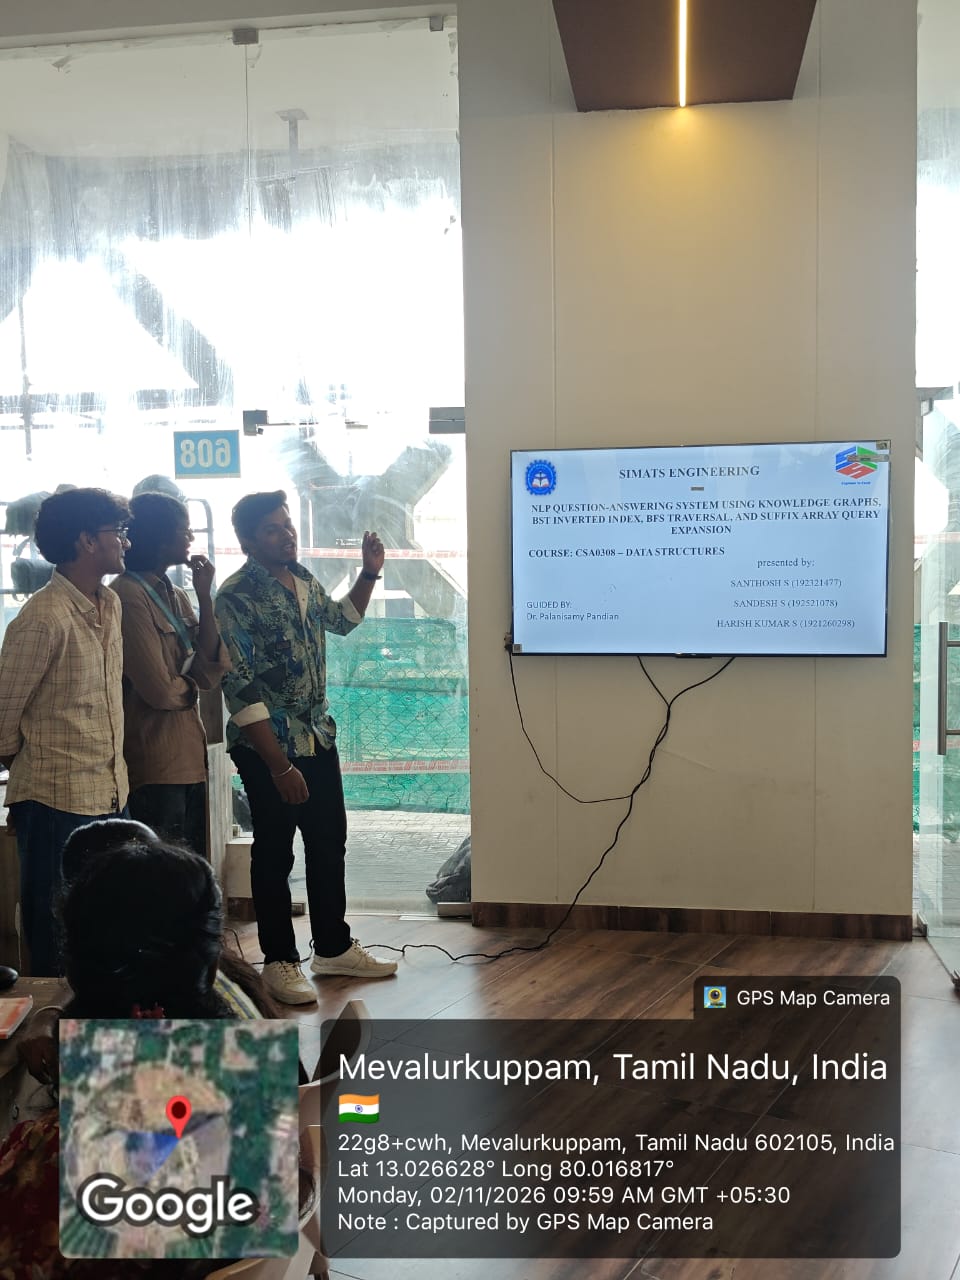 608
SIMATS ENGINEERING
NLP QUESTION-ANSWERING SYSTEM USING KNOWLEDGE GRAPHS,
BST INVERTED INDEX, BFS TRAVERSAL, AND SUFFIX ARRAY QUERY
EXPANSION
COURSE: CSA0308 – DATA STRUCTURES
presented by:
SANTHOSH S (192321477)
SANDESH S (192521078)
HARISH KUMAR S (1921260298)
GUIDED BY:
Dr. Palanisamy Pandian
GPS Map Camera
Mevalurkuppam, Tamil Nadu, India
22g8+cwh, Mevalurkuppam, Tamil Nadu 602105, India
Lat 13.026628° Long 80.016817°
Monday, 02/11/2026 09:59 AM GMT +05:30
Note : Captured by GPS Map Camera
Google